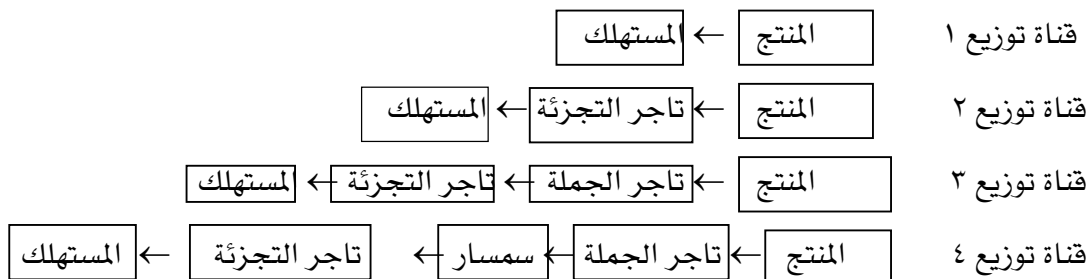 قناة توزيع ١ المنتج ← المستهلك
قناة توزيع ٢ المنتج ← تاجر التجزئة ← المستهلك
قناة توزيع ٣ المنتج ← تاجر الجملة ← تاجر التجزئة ← المستهلك
قناة توزيع ٤ المنتج ← تاجر الجملة ← سمسار ← تاجر التجزئة ← المستهلك